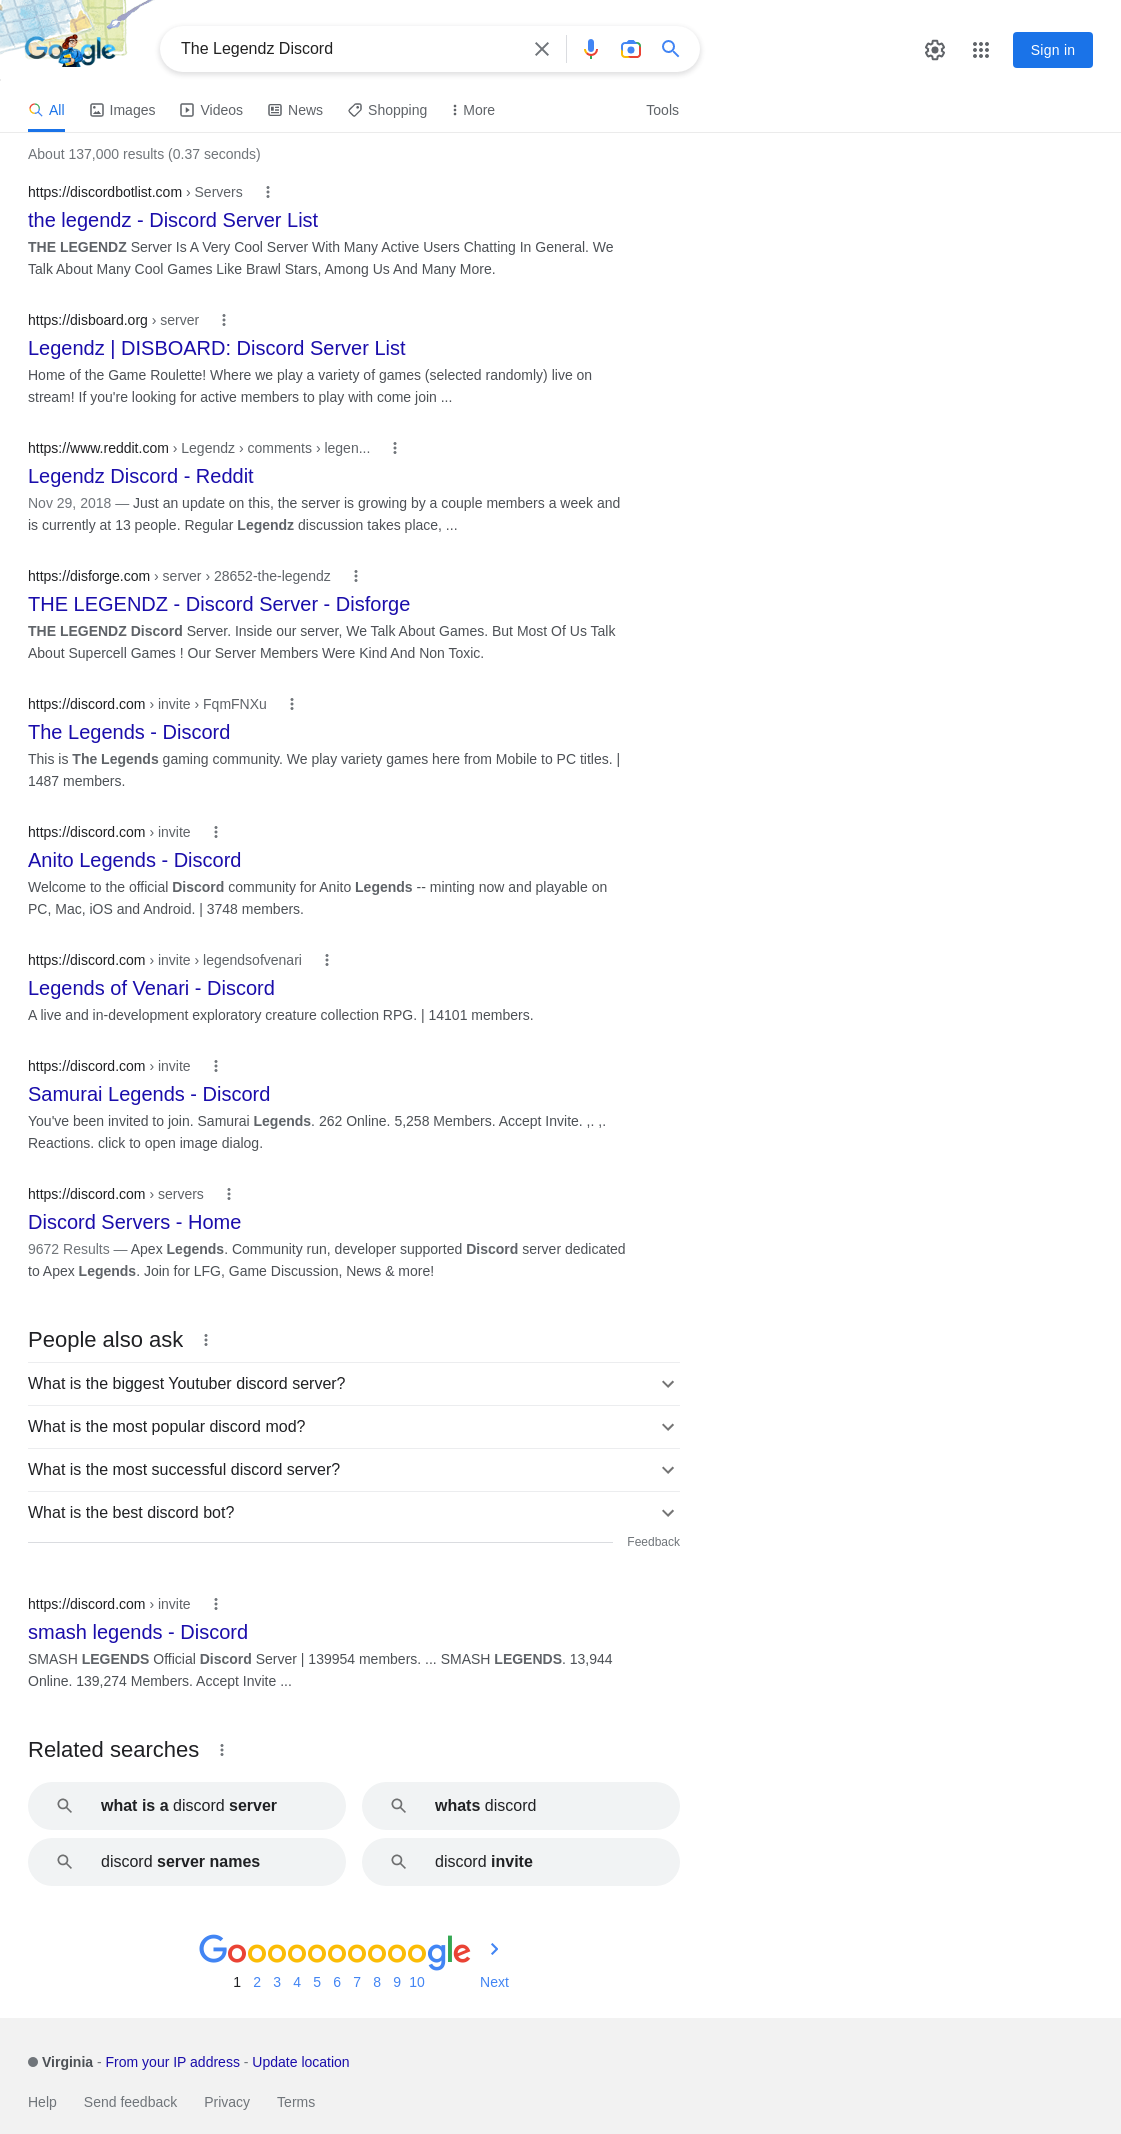 Google
The Legendz Discord
Sign in
All
Images
Videos
News
Shopping
More
Tools
About 137,000 results (0.37 seconds)
https://discordbotlist.com › Servers
the legendz - Discord Server List
THE LEGENDZ Server Is A Very Cool Server With Many Active Users Chatting In General. We
Talk About Many Cool Games Like Brawl Stars, Among Us And Many More.
https://disboard.org › server
Legendz | DISBOARD: Discord Server List
Home of the Game Roulette! Where we play a variety of games (selected randomly) live on
stream! If you're looking for active members to play with come join ...
https://www.reddit.com › Legendz › comments › legen...
Legendz Discord - Reddit
Nov 29, 2018 — Just an update on this, the server is growing by a couple members a week and
is currently at 13 people. Regular Legendz discussion takes place, ...
https://disforge.com › server › 28652-the-legendz
THE LEGENDZ - Discord Server - Disforge
THE LEGENDZ Discord Server. Inside our server, We Talk About Games. But Most Of Us Talk
About Supercell Games ! Our Server Members Were Kind And Non Toxic.
https://discord.com › invite › FqmFNXu
The Legends - Discord
This is The Legends gaming community. We play variety games here from Mobile to PC titles. |
1487 members.
https://discord.com › invite
Anito Legends - Discord
Welcome to the official Discord community for Anito Legends -- minting now and playable on
PC, Mac, iOS and Android. | 3748 members.
https://discord.com › invite › legendsofvenari
Legends of Venari - Discord
A live and in-development exploratory creature collection RPG. | 14101 members.
https://discord.com › invite
Samurai Legends - Discord
You've been invited to join. Samurai Legends. 262 Online. 5,258 Members. Accept Invite. ,. ,.
Reactions. click to open image dialog.
https://discord.com › servers
Discord Servers - Home
9672 Results — Apex Legends. Community run, developer supported Discord server dedicated
to Apex Legends. Join for LFG, Game Discussion, News & more!
People also ask
What is the biggest Youtuber discord server?
What is the most popular discord mod?
What is the most successful discord server?
What is the best discord bot?
Feedback
https://discord.com › invite
smash legends - Discord
SMASH LEGENDS Official Discord Server | 139954 members. ... SMASH LEGENDS. 13,944
Online. 139,274 Members. Accept Invite ...
Related searches
what is a discord server
whats discord
discord server names
discord invite
Goooooooooogle
1 2 3 4 5 6 7 8 9 10 Next
Virginia - From your IP address - Update location
Help Send feedback Privacy Terms